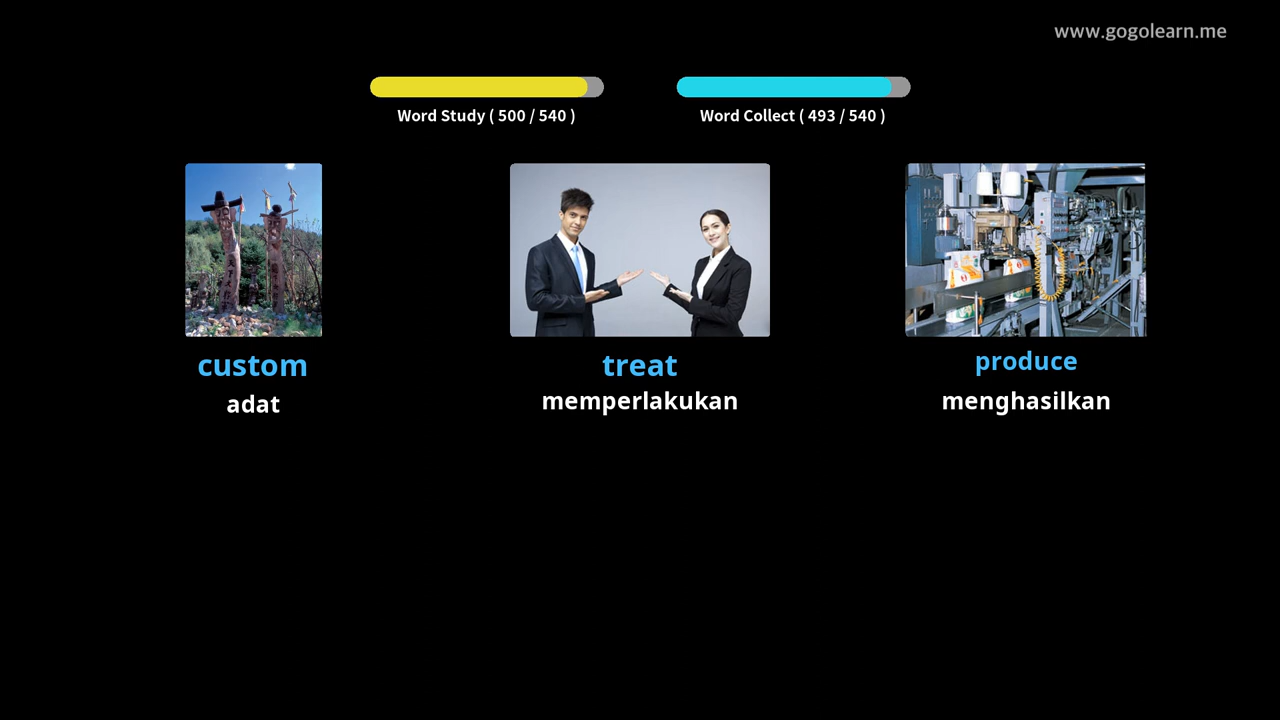 www.gogolearn.me
Word Study ( 500 / 540 )
Word Collect ( 493 / 540 )
custom
adat
treat
memperlakukan
produce
menghasilkan